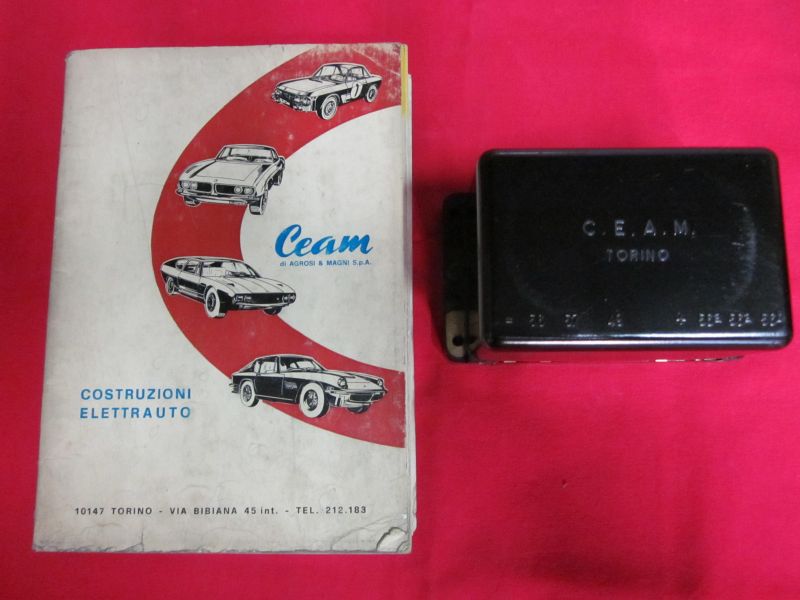 Ceam
di AGROSI & MAGNI S.p.A.
COSTRUZIONI
ELETTRAUTO
10147 TORINO - VIA BIBIANA 45 int. - TEL. 212.183
C.E.A.M.
TORINO